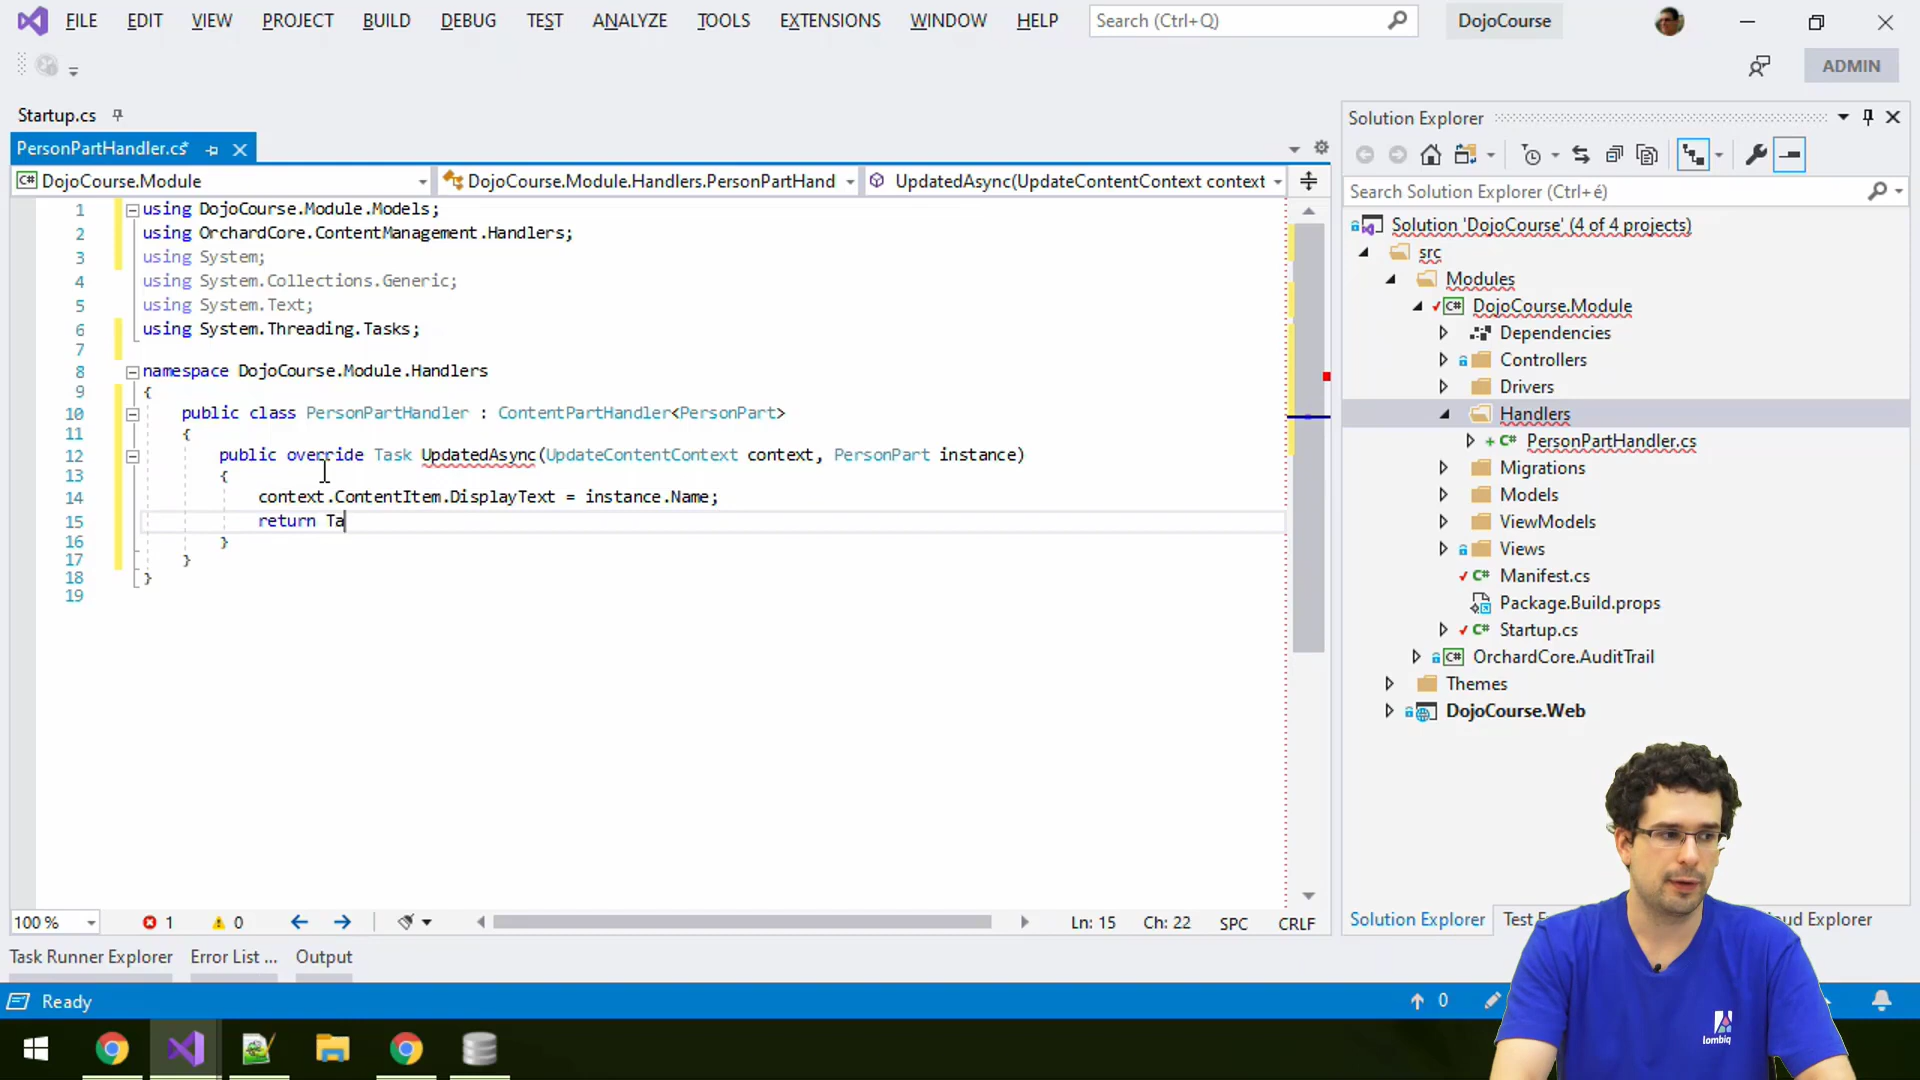 FILE EDIT VIEW PROJECT BUILD DEBUG TEST ANALYZE TOOLS EXTENSIONS WINDOW HELP Search (Ctrl+Q) DojoCourse
ADMIN
Startup.cs
PersonPartHandler.cs*
DojoCourse.Module DojoCourse.Module.Handlers.PersonPartHand UpdatedAsync(UpdateContentContext context
1 using DojoCourse.Module.Models;
2 using OrchardCore.ContentManagement.Handlers;
3 using System;
4 using System.Collections.Generic;
5 using System.Text;
6 using System.Threading.Tasks;
7
8 namespace DojoCourse.Module.Handlers
9 {
10 public class PersonPartHandler : ContentPartHandler<PersonPart>
11 {
12 public override Task UpdatedAsync(UpdateContentContext context, PersonPart instance)
13 {
14 context.ContentItem.DisplayText = instance.Name;
15 return Ta
16 }
17 }
18 }
19
100 % 1 0 Ln: 15 Ch: 22 SPC CRLF
Task Runner Explorer Error List ... Output
Ready 0
Solution Explorer
Search Solution Explorer (Ctrl+é)
Solution 'DojoCourse' (4 of 4 projects)
src
Modules
DojoCourse.Module
Dependencies
Controllers
Drivers
Handlers
PersonPartHandler.cs
Migrations
Models
ViewModels
Views
Manifest.cs
Package.Build.props
Startup.cs
OrchardCore.AuditTrail
Themes
DojoCourse.Web
Solution Explorer Explorer
lombiq